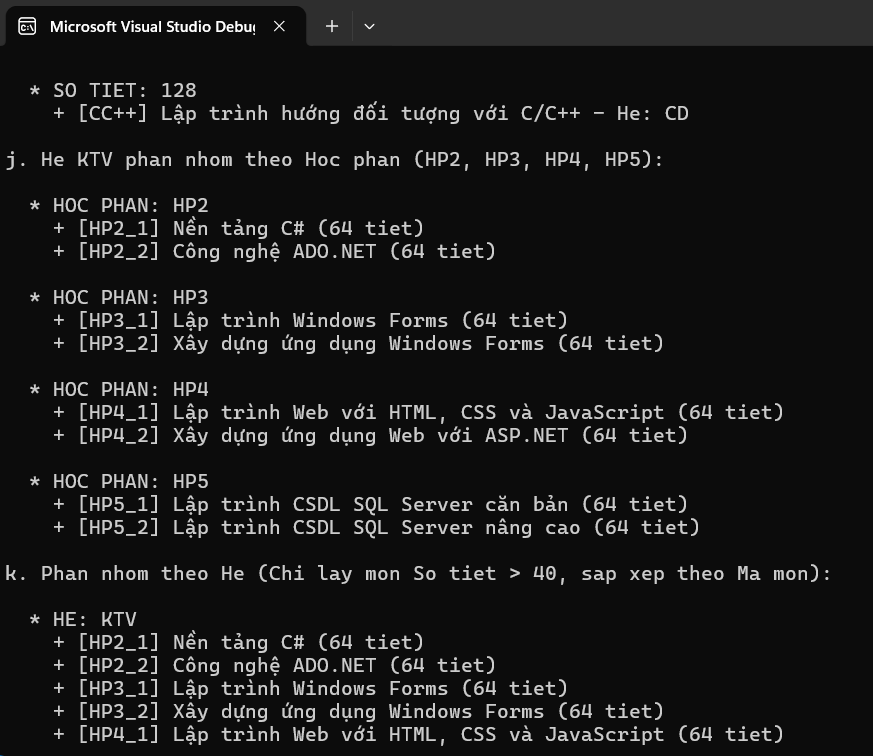 Microsoft Visual Studio Debug
* SO TIET: 128
+ [CC++] Lập trình hướng đối tượng với C/C++ - He: CD
j. He KTV phan nhom theo Hoc phan (HP2, HP3, HP4, HP5):
* HOC PHAN: HP2
+ [HP2_1] Nền tảng C# (64 tiet)
+ [HP2_2] Công nghệ ADO.NET (64 tiet)
* HOC PHAN: HP3
+ [HP3_1] Lập trình Windows Forms (64 tiet)
+ [HP3_2] Xây dựng ứng dụng Windows Forms (64 tiet)
* HOC PHAN: HP4
+ [HP4_1] Lập trình Web với HTML, CSS và JavaScript (64 tiet)
+ [HP4_2] Xây dựng ứng dụng Web với ASP.NET (64 tiet)
* HOC PHAN: HP5
+ [HP5_1] Lập trình CSDL SQL Server căn bản (64 tiet)
+ [HP5_2] Lập trình CSDL SQL Server nâng cao (64 tiet)
k. Phan nhom theo He (Chi lay mon So tiet > 40, sap xep theo Ma mon):
* HE: KTV
+ [HP2_1] Nền tảng C# (64 tiet)
+ [HP2_2] Công nghệ ADO.NET (64 tiet)
+ [HP3_1] Lập trình Windows Forms (64 tiet)
+ [HP3_2] Xây dựng ứng dụng Windows Forms (64 tiet)
+ [HP4_1] Lập trình Web với HTML, CSS và JavaScript (64 tiet)